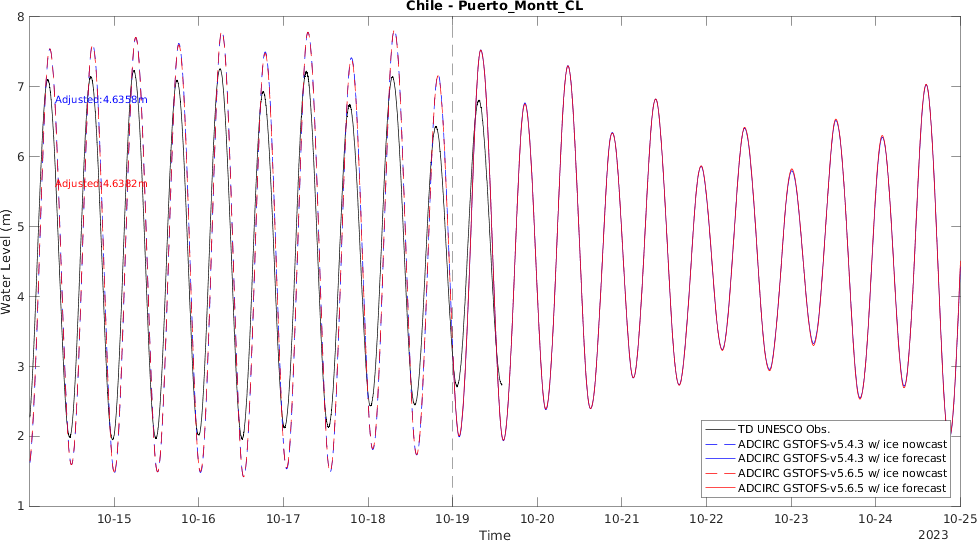 Chile - Puerto_Montt_CL
8
7
6
5
4
3
2
1
Water Level (m)
Adjusted:4.6358m
Adjusted:4.6382m
TD UNESCO Obs.
ADCIRC GSTOFS-v5.4.3 w/ ice nowcast
ADCIRC GSTOFS-v5.4.3 w/ ice forecast
ADCIRC GSTOFS-v5.6.5 w/ ice nowcast
ADCIRC GSTOFS-v5.6.5 w/ ice forecast
10-15 10-16 10-17 10-18 10-19 10-20 10-21 10-22 10-23 10-24 10-25
Time
2023